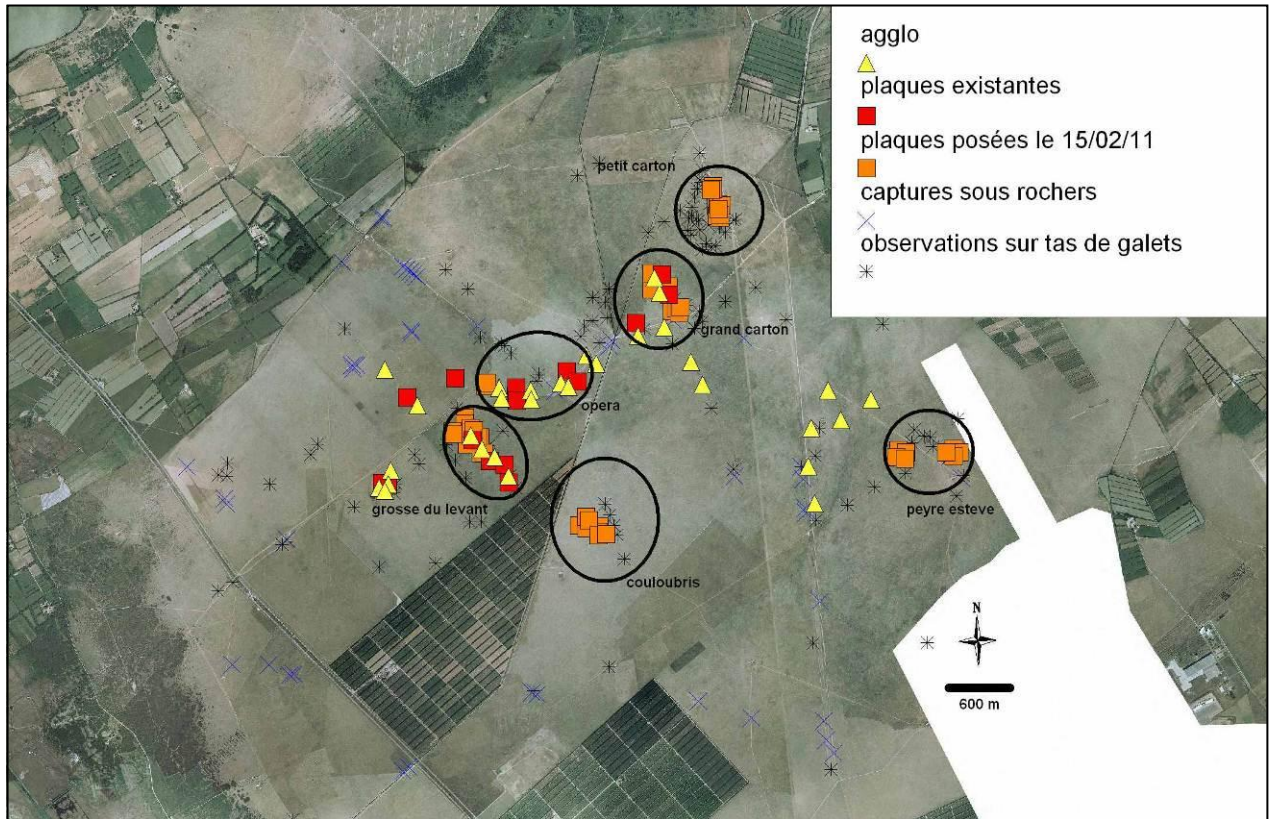 agglo
plaques existantes
plaques posées le 15/02/11
captures sous rochers
observations sur tas de galets
petit carton
grand carton
opera
grosse du levant
peyre esteve
couloubris
N
600 m